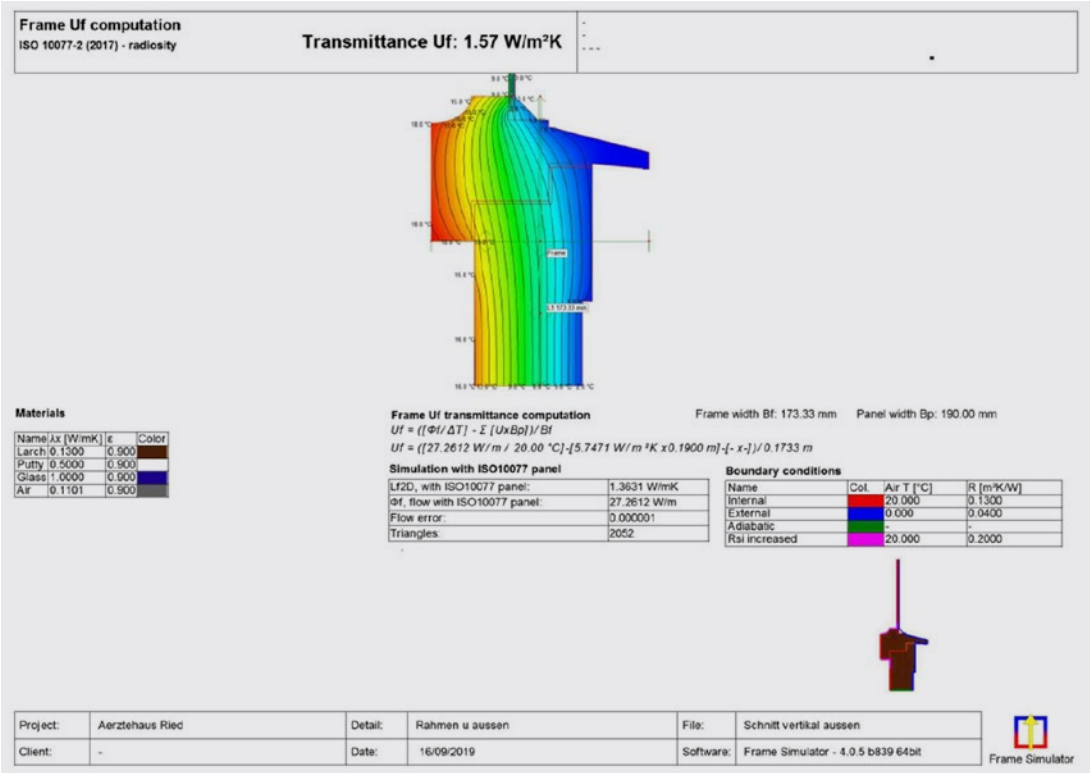 Frame Uf computation
ISO 10077-2 (2017) - radiosity
Transmittance Uf: 1.57 W/m²K
Frame
L1 173.33 mm
Materials
Name λx [W/mK] ε Color
Larch 0.1300 0.900
Putty 0.5000 0.900
Glass 1.0000 0.900
Air 0.1101 0.900
Frame Uf transmittance computation
Frame width Bf: 173.33 mm Panel width Bp: 190.00 mm
Uf = ([Φf/ΔT] - Σ [UxBp])/Bf
Uf = ([27.2612 W/m / 20.00 °C]-[5.7471 W/m²K x0.1900 m]-[- x-])/0.1733 m
Simulation with ISO10077 panel
Lf2D, with ISO10077 panel: 1.3631 W/mK
Φf, flow with ISO10077 panel: 27.2612 W/m
Flow error: 0.000001
Triangles: 2052
Boundary conditions
Name Col. Air T [°C] R [m²K/W]
Internal 20.000 0.1300
External 0.000 0.0400
Adiabatic - -
Rsi increased 20.000 0.2000
Project: Aerztehaus Ried Detail: Rahmen u aussen File: Schnitt vertikal aussen
Client: - Date: 16/09/2019 Software: Frame Simulator - 4.0.5 b839 64bit
Frame Simulator